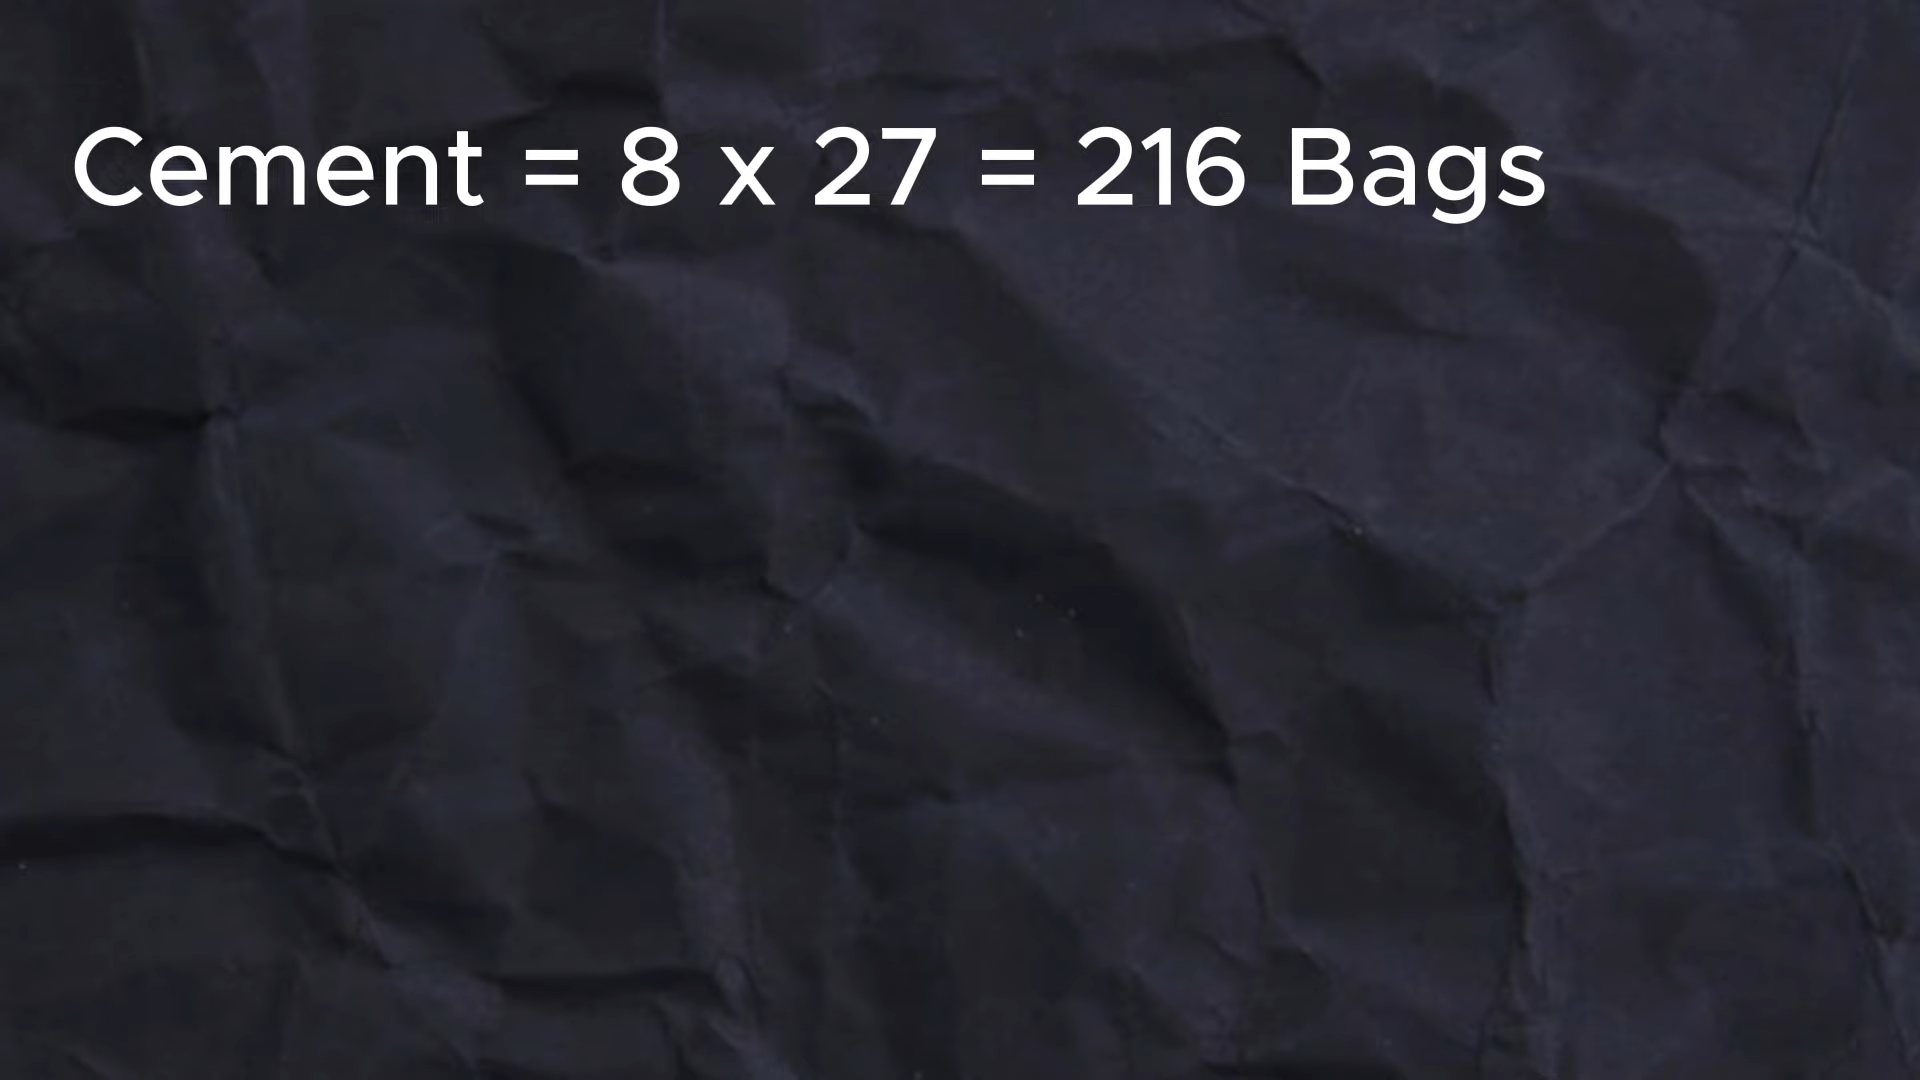 Cement = 8 x 27 = 216 Bags